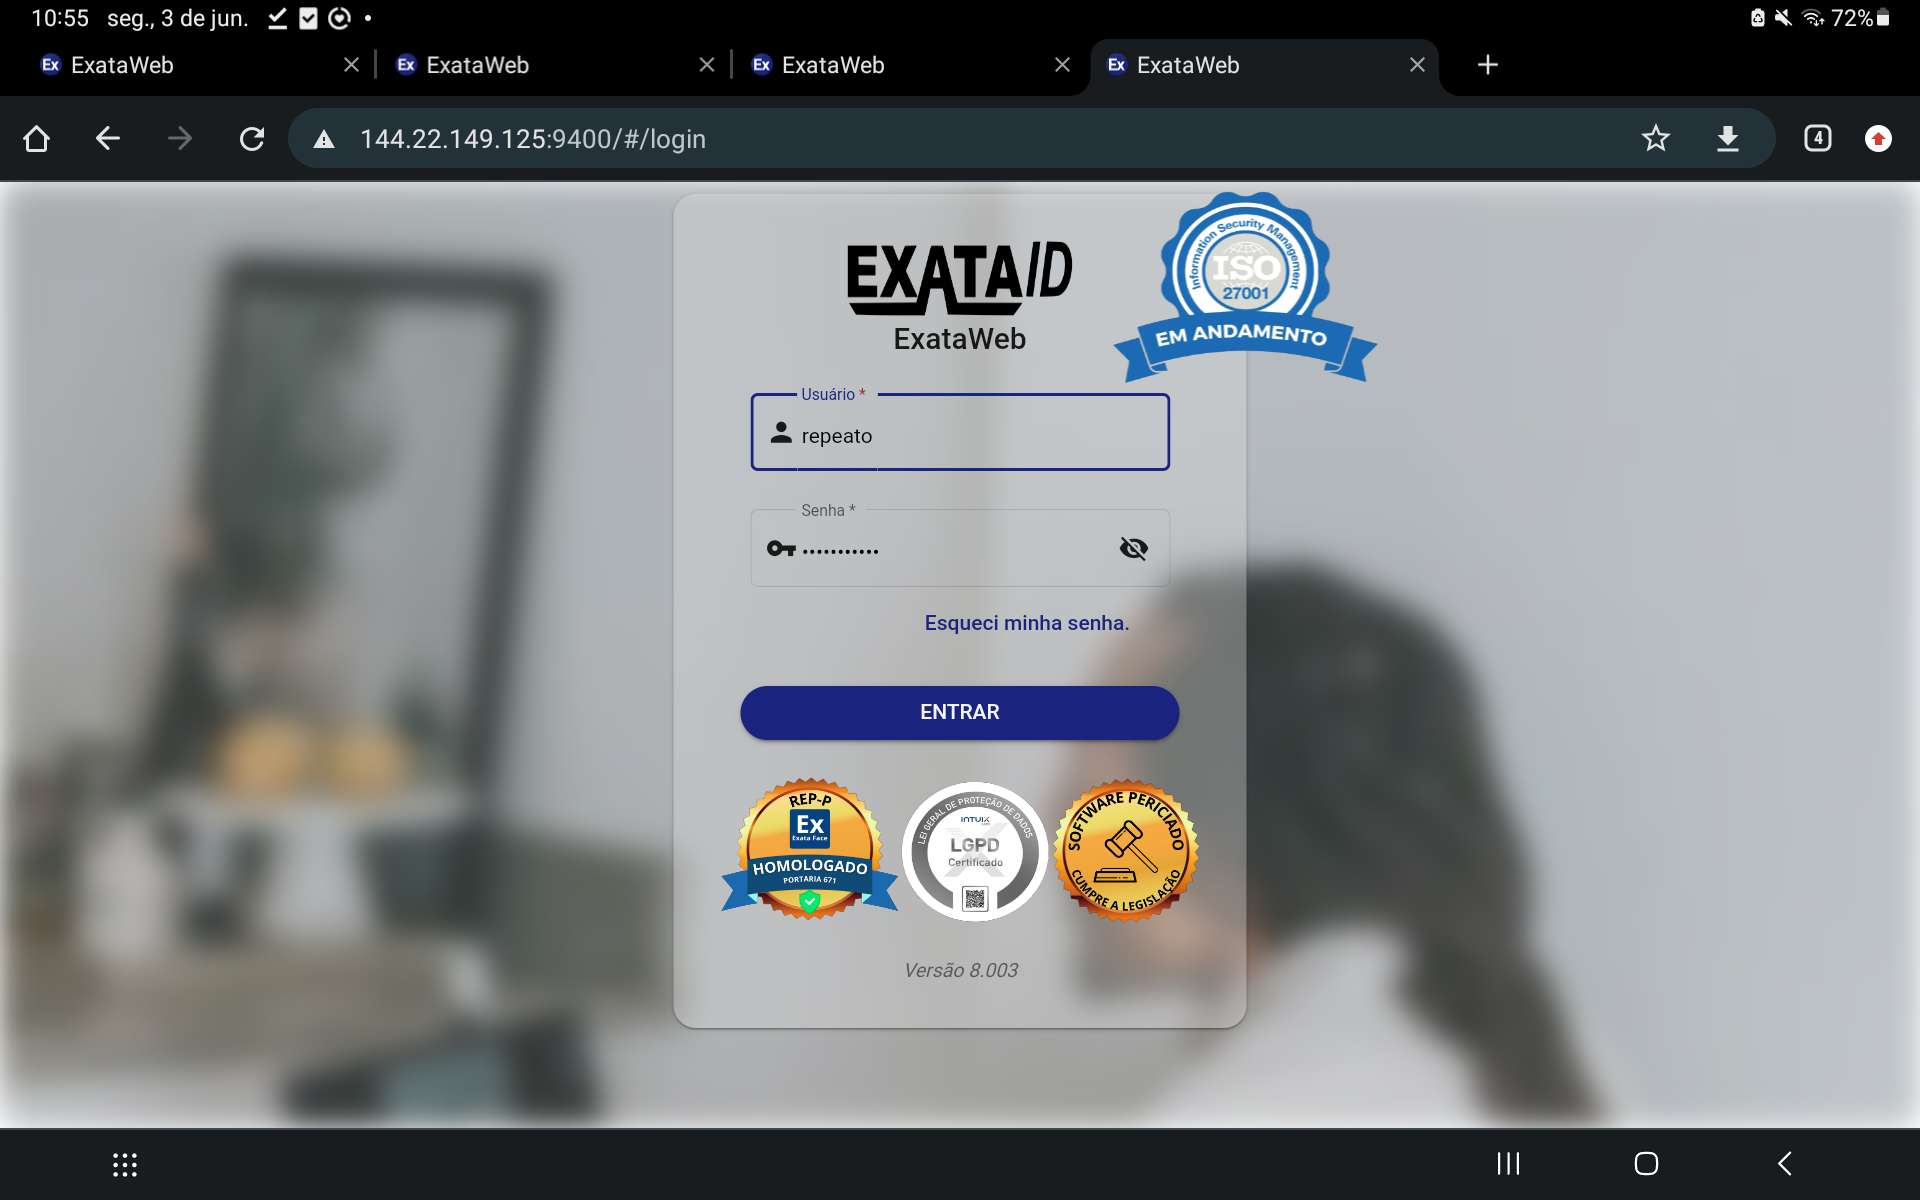 10:55 seg., 3 de jun. 72%
Ex ExataWeb Ex ExataWeb Ex ExataWeb Ex ExataWeb
144.22.149.125:9400/#/login 4
EXATAID
ExataWeb
Information Security Management
ISO
27001
EM ANDAMENTO
Usuário *
repeato
Senha *
•••••••••••
Esqueci minha senha.
ENTRAR
REP-P
Ex
Exata Face
HOMOLOGADO
PORTARIA 671
LEI GERAL DE PROTEÇÃO DE DADOS
INTUIX
LGPD
Certificado
SOFTWARE PERICIADO
CUMPRE A LEGISLAÇÃO
Versão 8.003